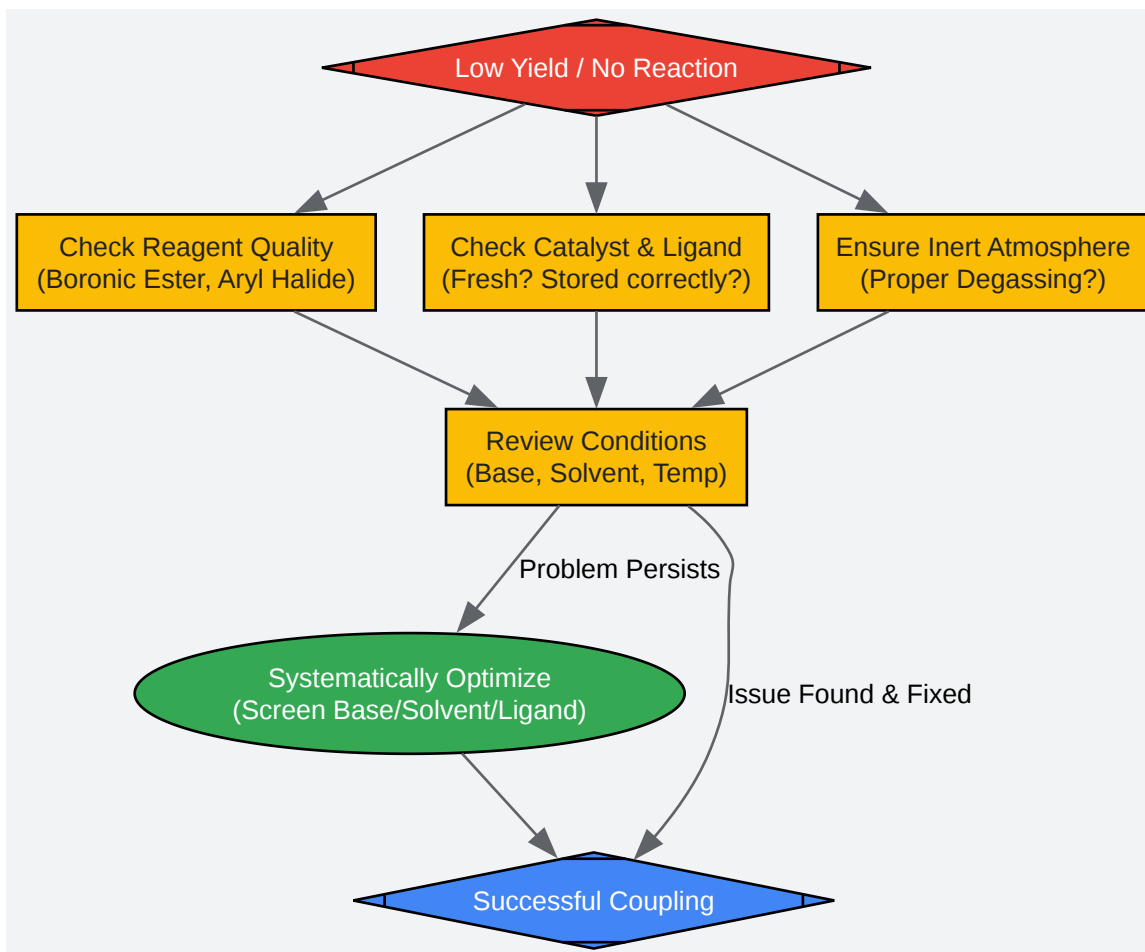 Low Yield / No Reaction
Check Reagent Quality
(Boronic Ester, Aryl Halide)
Check Catalyst & Ligand
(Fresh? Stored correctly?)
Ensure Inert Atmosphere
(Proper Degassing?)
Review Conditions
(Base, Solvent, Temp)
Problem Persists
Systematically Optimize
(Screen Base/Solvent/Ligand)
Issue Found & Fixed
Successful Coupling